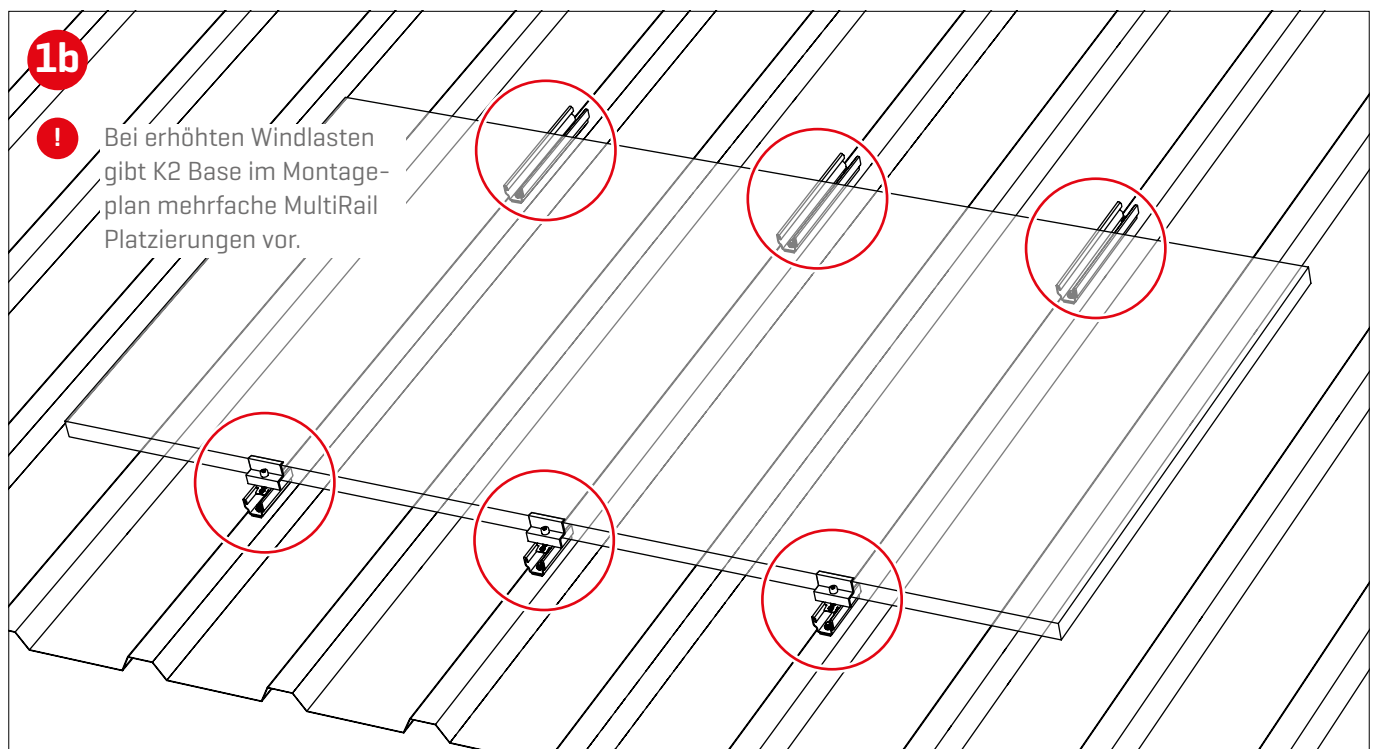 1b
!
Bei erhöhten Windlasten
gibt K2 Base im Montage-
plan mehrfache MultiRail
Platzierungen vor.